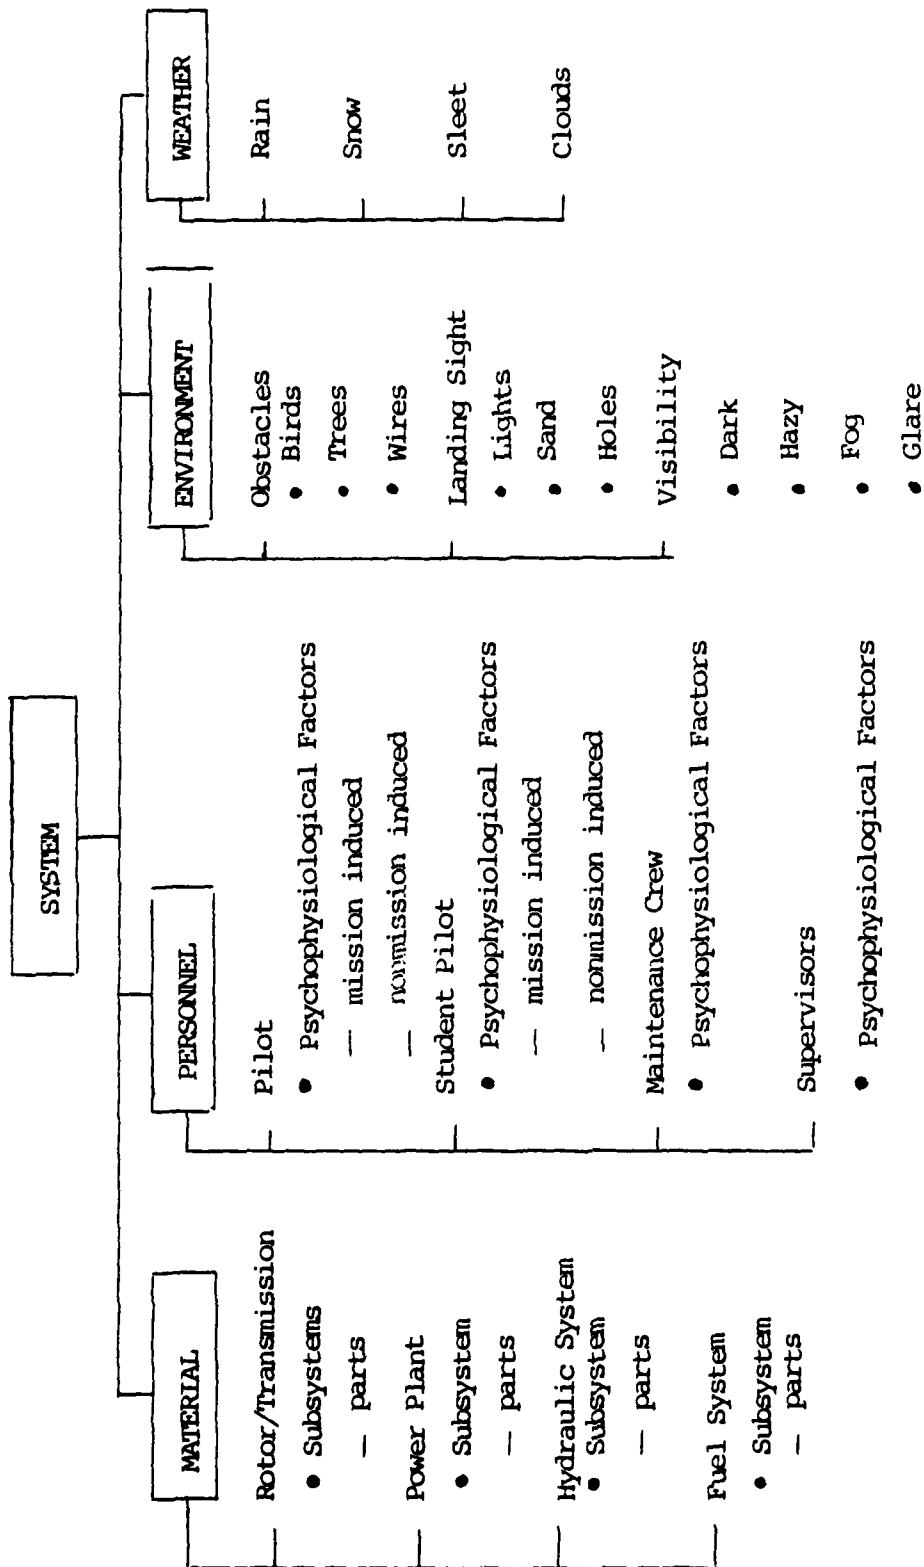 SYSTEM
MATERIAL
Rotor/Transmission
• Subsystems
— parts
Power Plant
• Subsystem
— parts
Hydraulic System
• Subsystem
— parts
Fuel System
• Subsystem
— parts
PERSONNEL
Pilot
• Psychophysiological Factors
— mission induced
— nonmission induced
Student Pilot
• Psychophysiological Factors
— mission induced
— nonmission induced
Maintenance Crew
• Psychophysiological Factors
Supervisors
• Psychophysiological Factors
ENVIRONMENT
Obstacles
• Birds
• Trees
• Wires
Landing Sight
• Lights
• Sand
• Holes
Visibility
• Dark
• Hazy
• Fog
• Glare
WEATHER
Rain
Snow
Sleet
Clouds